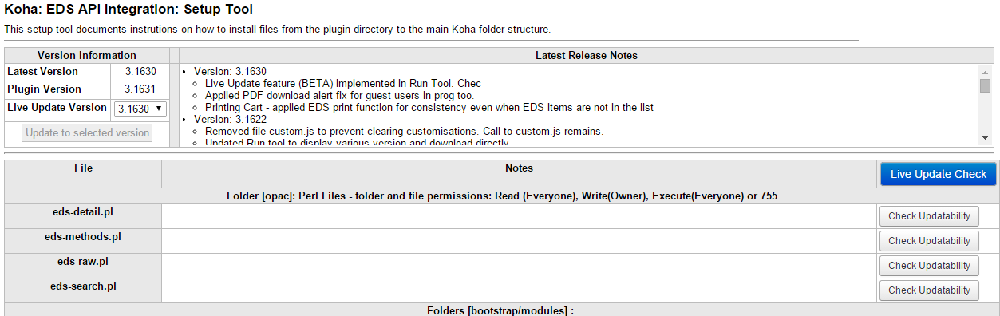 Koha: EDS API Integration: Setup Tool
This setup tool documents instrutions on how to install files from the plugin directory to the main Koha folder structure.
Version Information
Latest Release Notes
Latest Version 3.1630
Plugin Version 3.1631
Live Update Version 3.1630
Update to selected version
Version: 3.1630
Live Update feature (BETA) implemented in Run Tool. Chec
Applied PDF download alert fix for guest users in prog too.
Printing Cart - applied EDS print function for consistency even when EDS items are not in the list
Version: 3.1622
Removed file custom.js to prevent clearing customisations. Call to custom.js remains.
Updated Run tool to display various version and download directly
File Notes Live Update Check
Folder [opac]: Perl Files - folder and file permissions: Read (Everyone), Write(Owner), Execute(Everyone) or 755
eds-detail.pl Check Updatability
eds-methods.pl Check Updatability
eds-raw.pl Check Updatability
eds-search.pl Check Updatability
Folders [bootstrap/modules] :